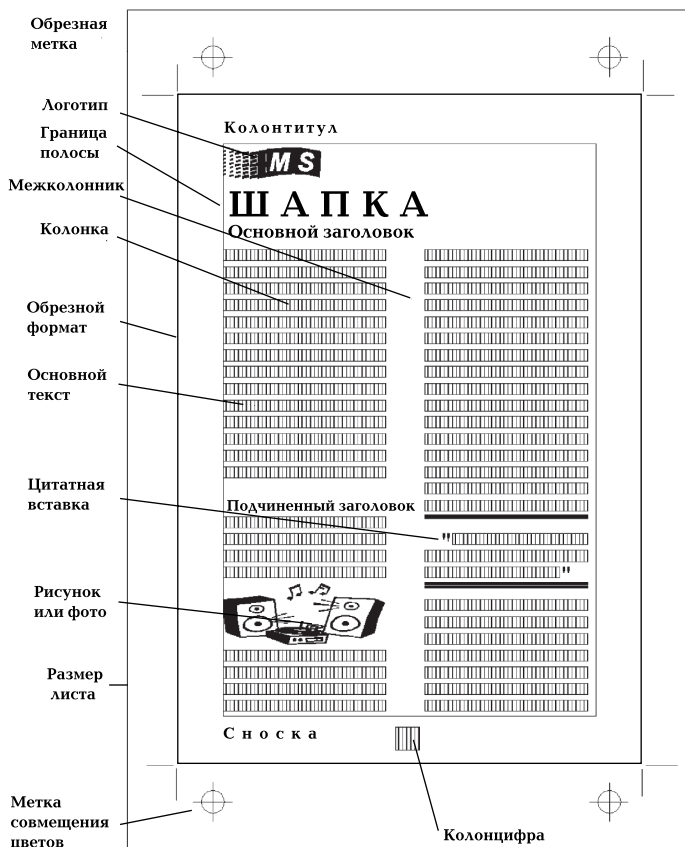 Обрезная
метка
Логотип
Колонтитул
Граница
полосы
MS
Межколонник
ШАПКА
Основной заголовок
Колонка
Обрезной
формат
Основной
текст
Цитатная
вставка
Подчиненный заголовок
"
"
Рисунок
или фото
Размер
листа
Сноска
Метка
совмещения
цветов
Колонцифра